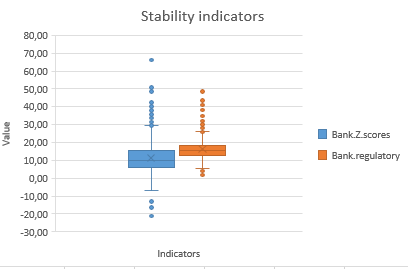 Stability indicators
80,00
70,00
60,00
50,00
40,00
30,00
20,00
10,00
0,00
-10,00
-20,00
-30,00
Value
Bank.Z.scores
Bank.regulatory
Indicators